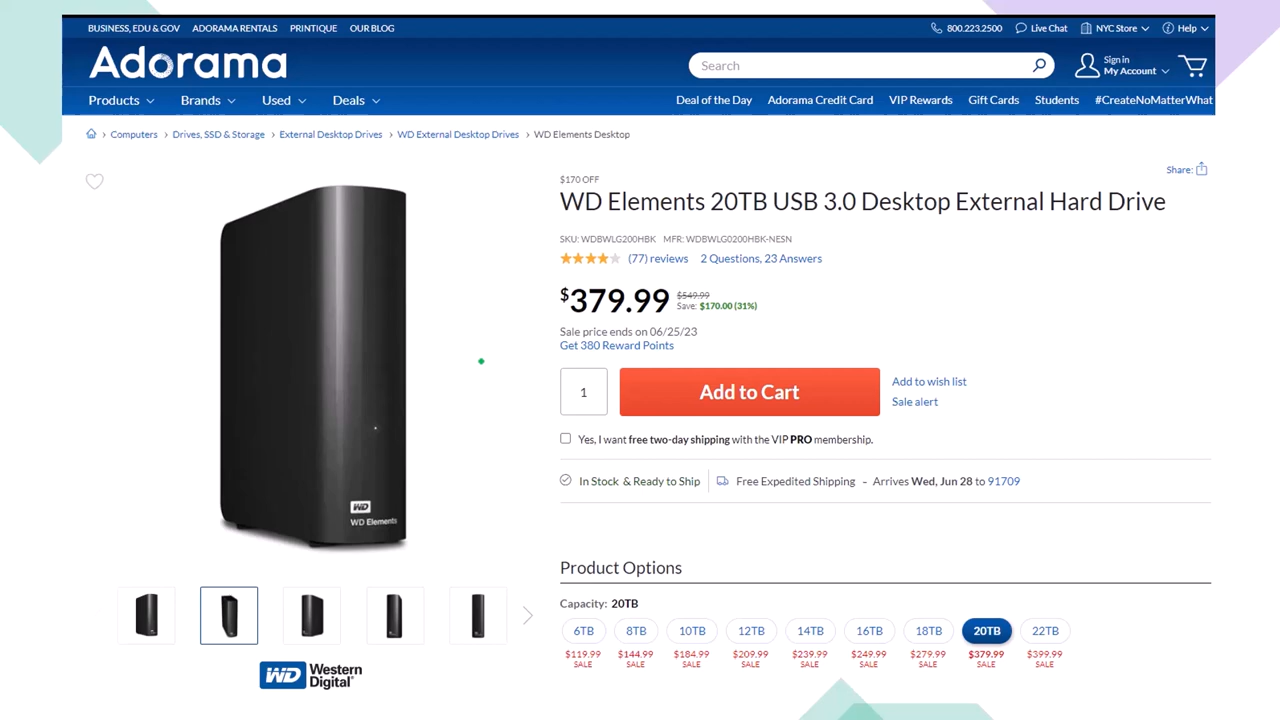 BUSINESS, EDU & GOV ADORAMA RENTALS PRINTIQUE OUR BLOG 800.223.2500 Live Chat NYC Store Help
Adorama
Search
Sign in
My Account
Products Brands Used Deals Deal of the Day Adorama Credit Card VIP Rewards Gift Cards Students #CreateNoMatterWhat
Computers > Drives, SSD & Storage > External Desktop Drives > WD External Desktop Drives > WD Elements Desktop
Share:
$170 OFF
WD Elements 20TB USB 3.0 Desktop External Hard Drive
SKU: WDBWLG200HBK MFR: WDBWLG0200HBK-NESN
(77) reviews 2 Questions, 23 Answers
$379.99 $549.99
Save: $170.00 (31%)
Sale price ends on 06/25/23
Get 380 Reward Points
1 Add to Cart
Add to wish list
Sale alert
Yes, I want free two-day shipping with the VIP PRO membership.
In Stock & Ready to Ship Free Expedited Shipping - Arrives Wed, Jun 28 to 91709
WD
WD Elements
Product Options
Capacity: 20TB
6TB 8TB 10TB 12TB 14TB 16TB 18TB 20TB 22TB
$119.99 $144.99 $184.99 $209.99 $239.99 $249.99 $279.99 $379.99 $399.99
SALE SALE SALE SALE SALE SALE SALE SALE SALE
WD Western
Digital®